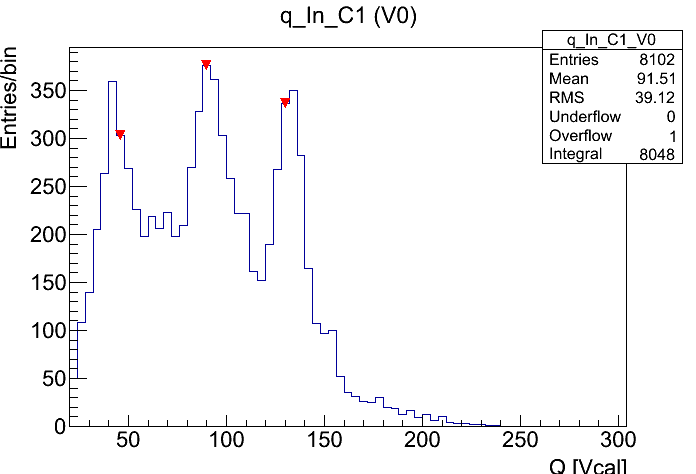 q_In_C1 (V0)
q_In_C1_V0
Entries 8102
Mean 91.51
RMS 39.12
Underflow 0
Overflow 1
Integral 8048
Entries/bin
350
300
250
200
150
100
50
0
50 100 150 200 250 300
Q [Vcal]